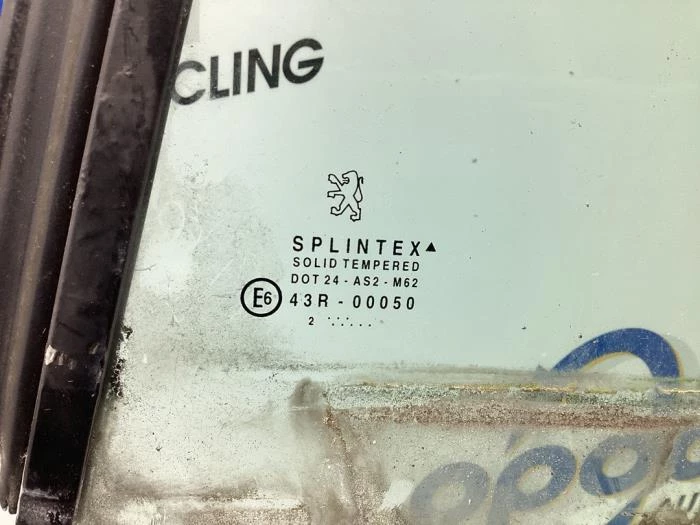 CLING
SPLINTEX
SOLID TEMPERED
DOT 24 - AS2 - M62
E6 43R - 00050
2 ..:.....